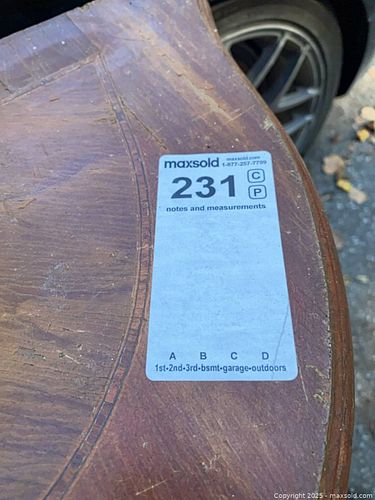 maxsold maxsold.com
1-877-257-7799
231 C
P
notes and measurements
A B C D
1st-2nd-3rd-bsmt-garage-outdoors
Copyright 2025 - maxsold.com